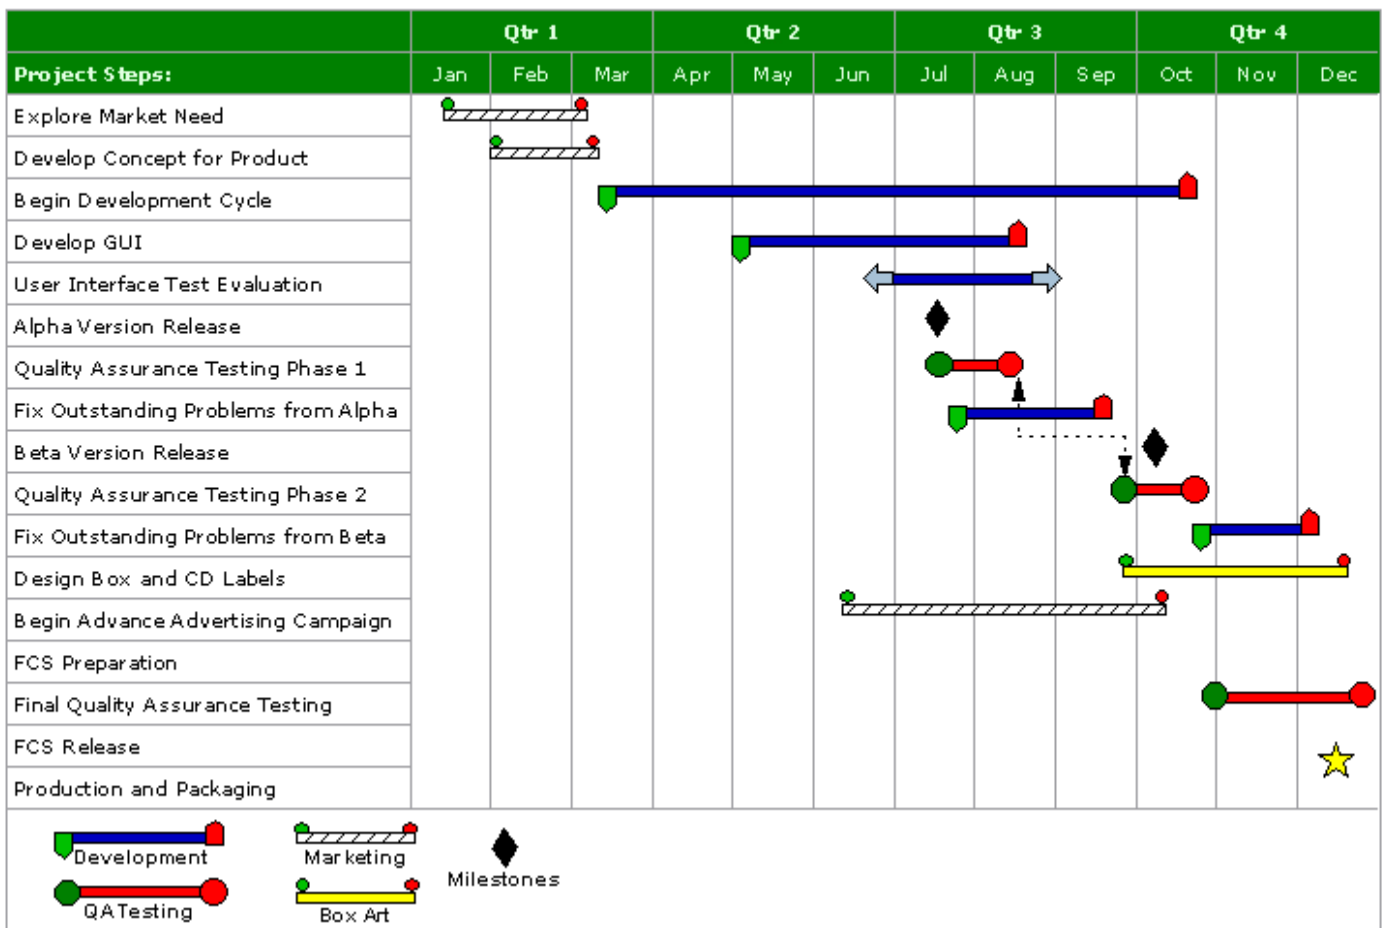 Qtr 1 Qtr 2 Qtr 3 Qtr 4
Project Steps: Jan Feb Mar Apr May Jun Jul Aug Sep Oct Nov Dec
Explore Market Need
Develop Concept for Product
Begin Development Cycle
Develop GUI
User Interface Test Evaluation
Alpha Version Release
Quality Assurance Testing Phase 1
Fix Outstanding Problems from Alpha
Beta Version Release
Quality Assurance Testing Phase 2
Fix Outstanding Problems from Beta
Design Box and CD Labels
Begin Advance Advertising Campaign
FCS Preparation
Final Quality Assurance Testing
FCS Release
Production and Packaging
Development Marketing
Milestones
QA Testing Box Art